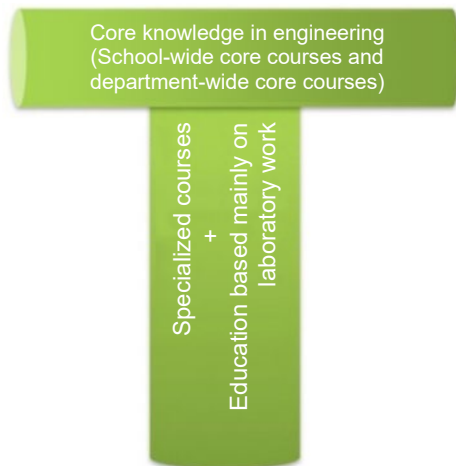 Core knowledge in engineering
(School-wide core courses and
department-wide core courses)
Specialized courses
+
Education based mainly on
laboratory work